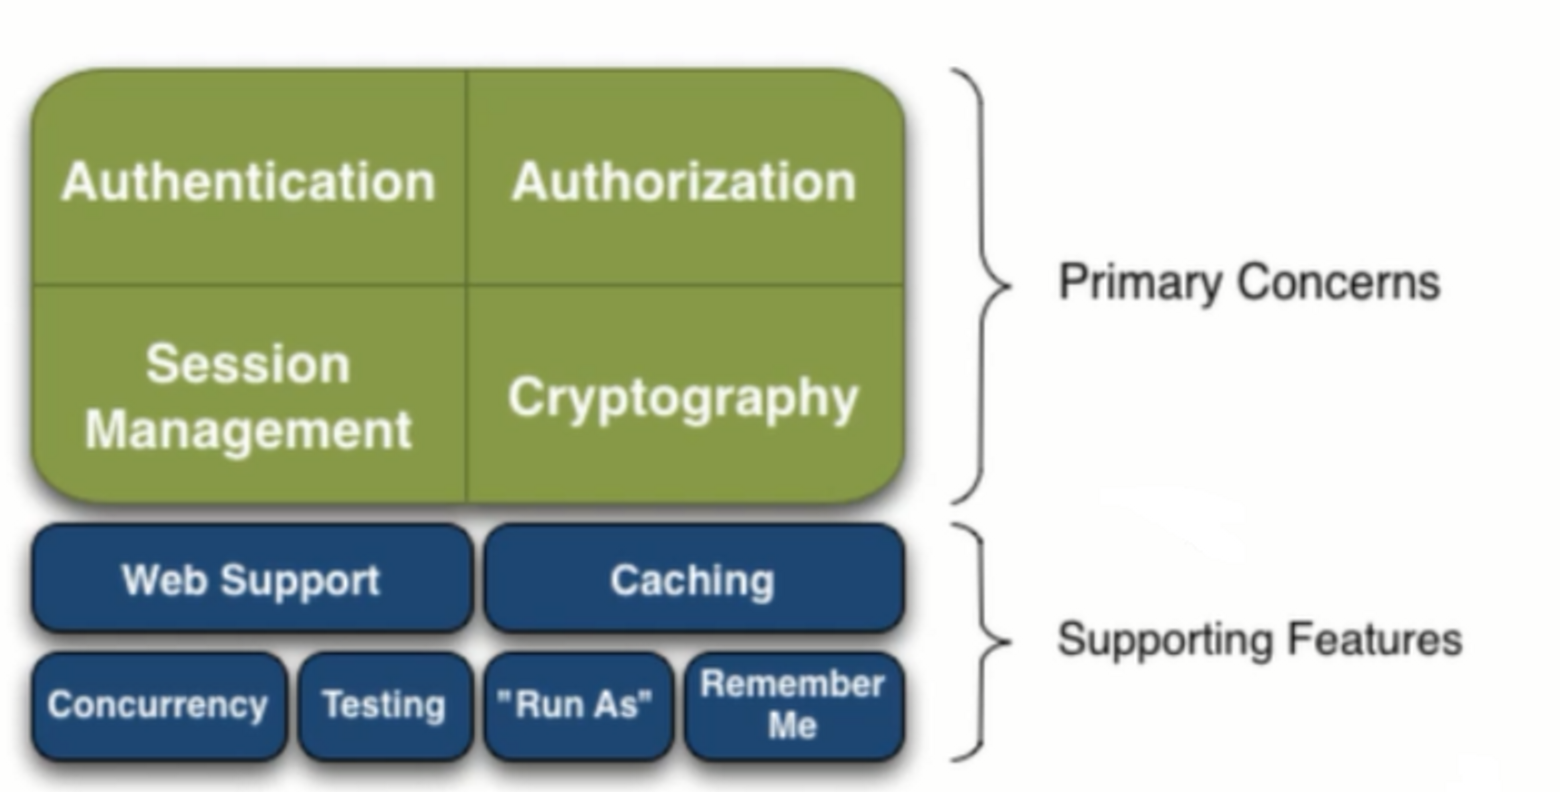 Authentication
Authorization
Session
Management
Cryptography
Primary Concerns
Web Support
Caching
Concurrency
Testing
"Run As"
Remember
Me
Supporting Features